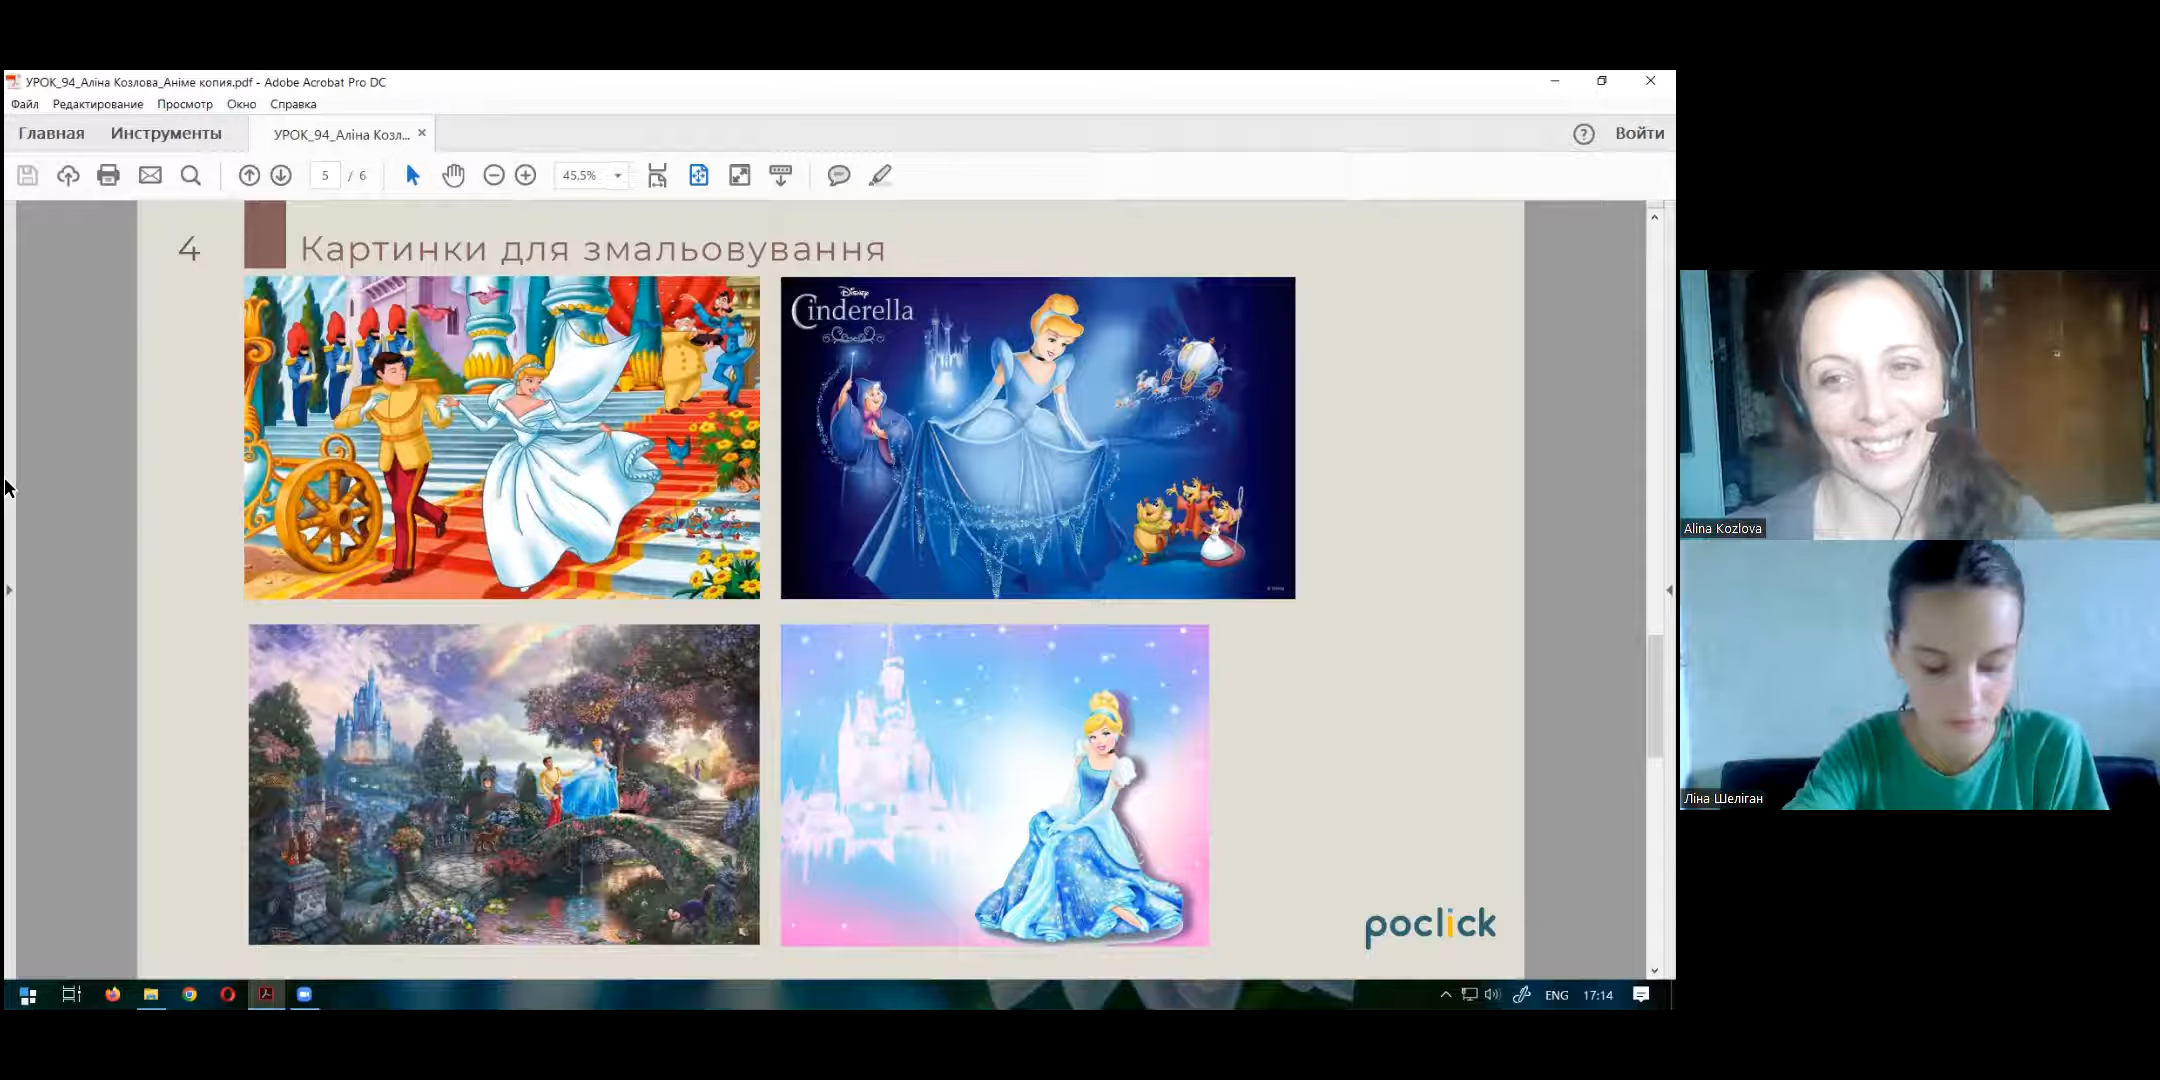 УРОК_94_Аліна Козлова_Аніме копия.pdf - Adobe Acrobat Pro DC
Файл Редактирование Просмотр Окно Справка
Главная Инструменты УРОК_94_Аліна Козл... Войти
5 / 6 45,5%
4 Картинки для змальовування
Disney
Cinderella
poclick
Alina Kozlova
Ліна Шеліган
ENG 17:14